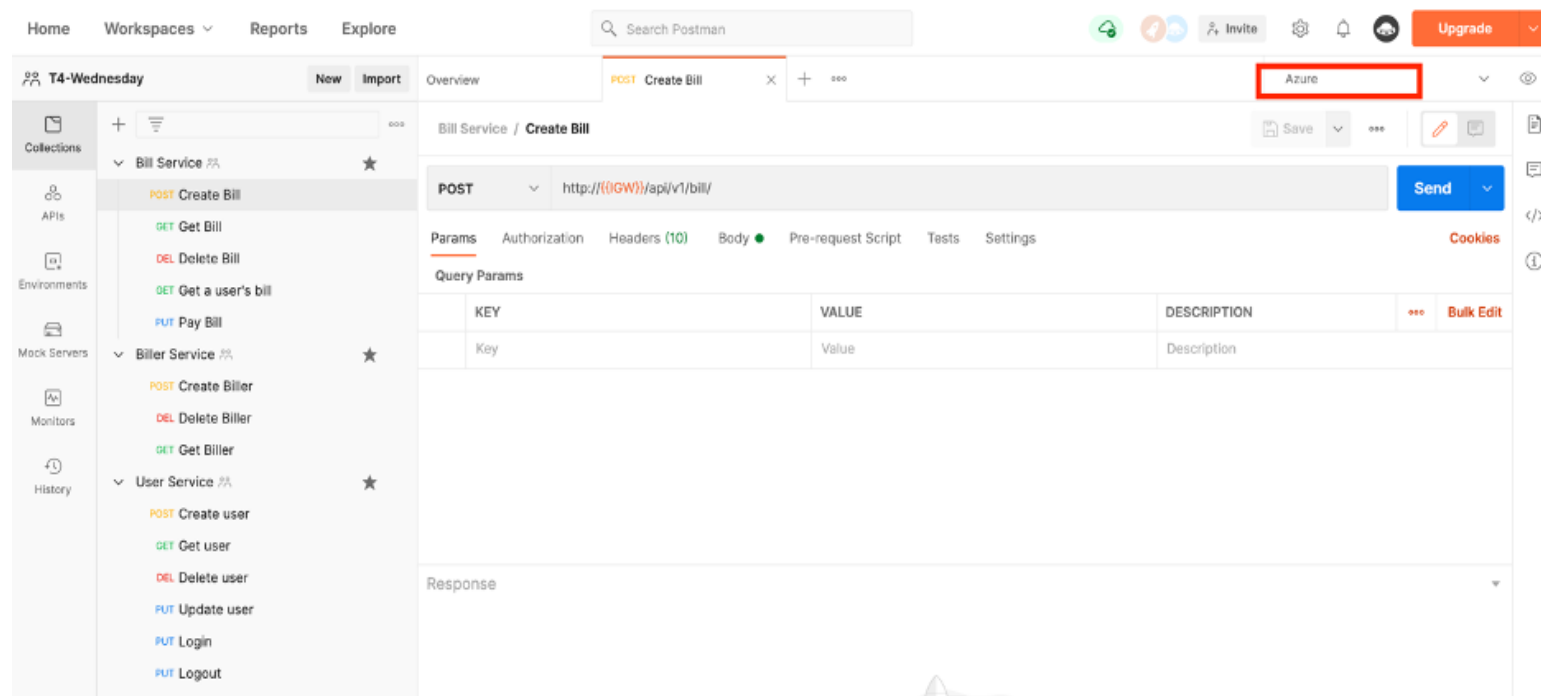 Home Workspaces Reports Explore Search Postman Invite Upgrade
T4-Wednesday New Import Overview POST Create Bill Azure
Collections
APIs
Environments
Mock Servers
Monitors
History
Bill Service
POST Create Bill
GET Get Bill
DEL Delete Bill
GET Get a user's bill
PUT Pay Bill
Biller Service
POST Create Biller
DEL Delete Biller
GET Get Biller
User Service
POST Create user
GET Get user
DEL Delete user
PUT Update user
PUT Login
PUT Logout
Bill Service / Create Bill Save
POST http://{{IGW}}/api/v1/bill/ Send
Params Authorization Headers (10) Body Pre-request Script Tests Settings Cookies
Query Params
KEY VALUE DESCRIPTION Bulk Edit
Key Value Description
Response